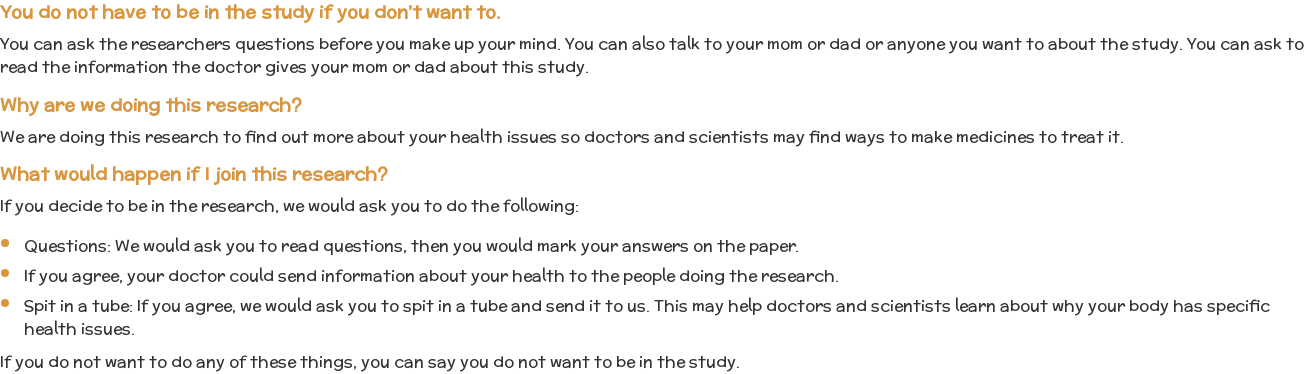 You do not have to be in the study if you don't want to.
You can ask the researchers questions before you make up your mind. You can also talk to your mom or dad or anyone you want to about the study. You can ask to
read the information the doctor gives your mom or dad about this study.
Why are we doing this research?
We are doing this research to find out more about your health issues so doctors and scientists may find ways to make medicines to treat it.
What would happen if I join this research?
If you decide to be in the research, we would ask you to do the following:
• Questions: We would ask you to read questions, then you would mark your answers on the paper.
• If you agree, your doctor could send information about your health to the people doing the research.
• Spit in a tube: If you agree, we would ask you to spit in a tube and send it to us. This may help doctors and scientists learn about why your body has specific
health issues.
If you do not want to do any of these things, you can say you do not want to be in the study.